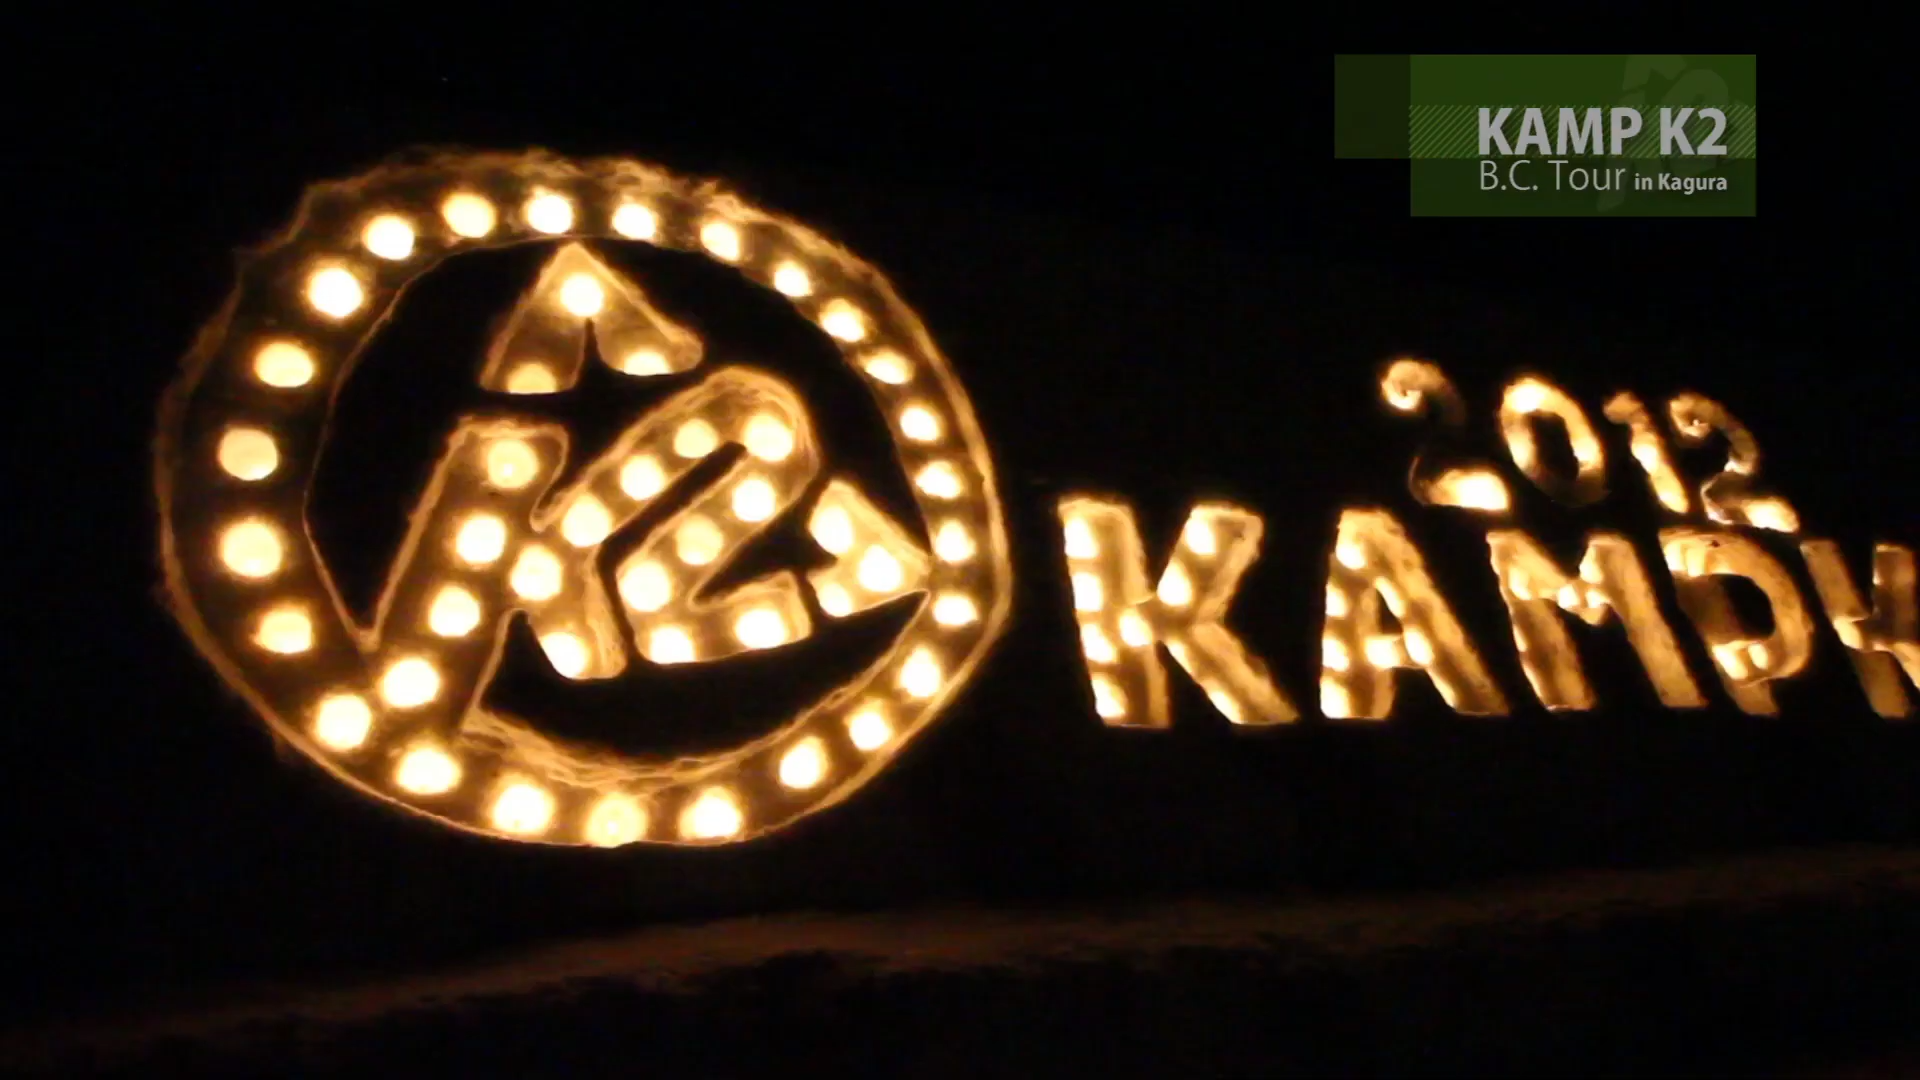 KAMP K2
B.C. Tour in Kagura
K2
2012
KAMP K